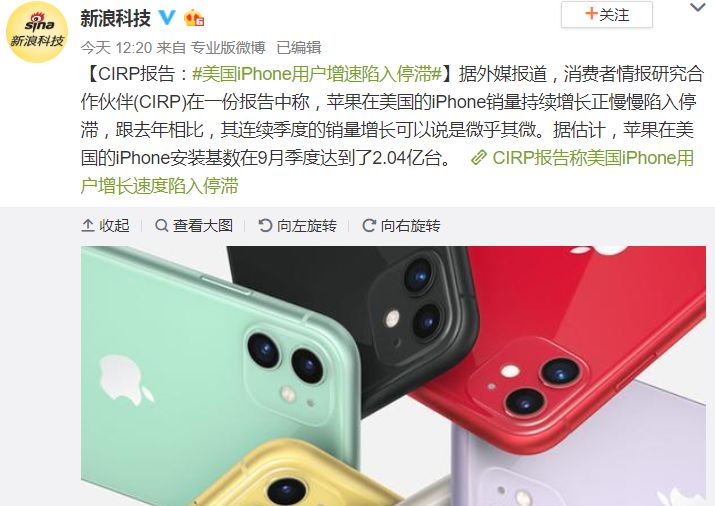 sina
新浪科技
新浪科技
+关注
今天 12:20 来自 专业版微博 已编辑
【CIRP报告：#美国iPhone用户增速陷入停滞#】据外媒报道，消费者情报研究合
作伙伴(CIRP)在一份报告中称，苹果在美国的iPhone销量持续增长正慢慢陷入停
滞，跟去年相比，其连续季度的销量增长可以说是微乎其微。据估计，苹果在美
国的iPhone安装基数在9月季度达到了2.04亿台。 CIRP报告称美国iPhone用
户增长速度陷入停滞
收起 查看大图 向左旋转 向右旋转